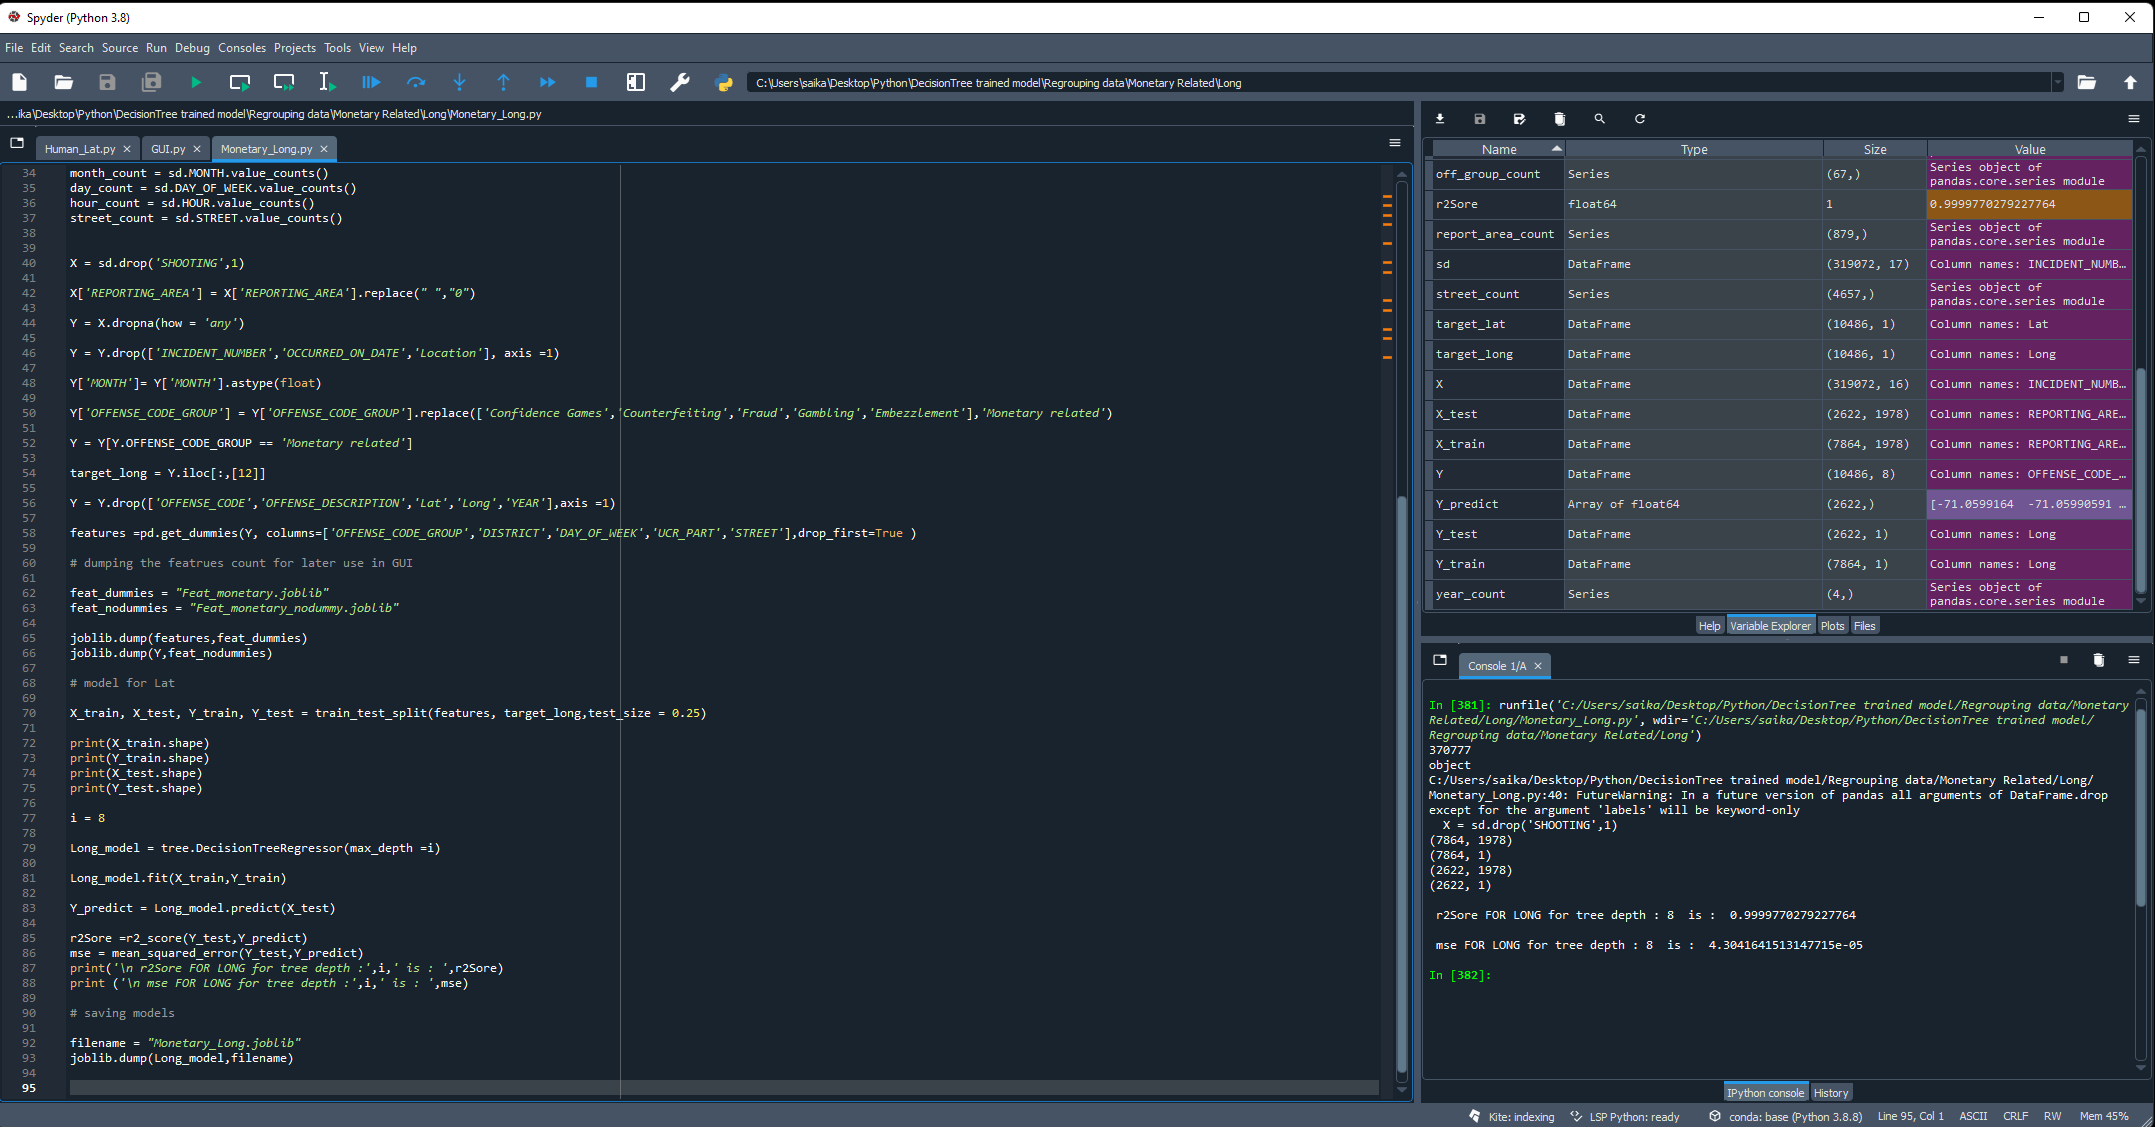 Spyder (Python 3.8)
File Edit Search Source Run Debug Consoles Projects Tools View Help
C:\Users\saika\Desktop\Python\DecisionTree trained model\Regrouping data\Monetary Related\Long
...ika\Desktop\Python\DecisionTree trained model\Regrouping data\Monetary Related\Long\Monetary_Long.py
Human_Lat.py GUI.py Monetary_Long.py
34 month_count = sd.MONTH.value_counts()
35 day_count = sd.DAY_OF_WEEK.value_counts()
36 hour_count = sd.HOUR.value_counts()
37 street_count = sd.STREET.value_counts()
38
39
40 X = sd.drop('SHOOTING',1)
41
42 X['REPORTING_AREA'] = X['REPORTING_AREA'].replace(" ","0")
43
44 Y = X.dropna(how = 'any')
45
46 Y = Y.drop(['INCIDENT_NUMBER','OCCURRED_ON_DATE','Location'], axis =1)
47
48 Y['MONTH']= Y['MONTH'].astype(float)
49
50 Y['OFFENSE_CODE_GROUP'] = Y['OFFENSE_CODE_GROUP'].replace(['Confidence Games','Counterfeiting','Fraud','Gambling','Embezzlement'],'Monetary related')
51
52 Y = Y[Y.OFFENSE_CODE_GROUP == 'Monetary related']
53
54 target_long = Y.iloc[:,[12]]
55
56 Y = Y.drop(['OFFENSE_CODE','OFFENSE_DESCRIPTION','Lat','Long','YEAR'],axis =1)
57
58 features =pd.get_dummies(Y, columns=['OFFENSE_CODE_GROUP','DISTRICT','DAY_OF_WEEK','UCR_PART','STREET'],drop_first=True )
59
60 # dumping the featrues count for later use in GUI
61
62 feat_dummies = "Feat_monetary.joblib"
63 feat_nodummies = "Feat_monetary_nodummy.joblib"
64
65 joblib.dump(features,feat_dummies)
66 joblib.dump(Y,feat_nodummies)
67
68 # model for Lat
69
70 X_train, X_test, Y_train, Y_test = train_test_split(features, target_long,test_size = 0.25)
71
72 print(X_train.shape)
73 print(Y_train.shape)
74 print(X_test.shape)
75 print(Y_test.shape)
76
77 i = 8
78
79 Long_model = tree.DecisionTreeRegressor(max_depth =i)
80
81 Long_model.fit(X_train,Y_train)
82
83 Y_predict = Long_model.predict(X_test)
84
85 r2Sore =r2_score(Y_test,Y_predict)
86 mse = mean_squared_error(Y_test,Y_predict)
87 print('\n r2Sore FOR LONG for tree depth :',i,' is : ',r2Sore)
88 print ('\n mse FOR LONG for tree depth :',i,' is : ',mse)
89
90 # saving models
91
92 filename = "Monetary_Long.joblib"
93 joblib.dump(Long_model,filename)
94
95
Name Type Size Value
off_group_count Series (67,) Series object of
pandas.core.series module
r2Sore float64 1 0.9999770279227764
report_area_count Series (879,) Series object of
pandas.core.series module
sd DataFrame (319072, 17) Column names: INCIDENT_NUMB...
street_count Series (4657,) Series object of
pandas.core.series module
target_lat DataFrame (10486, 1) Column names: Lat
target_long DataFrame (10486, 1) Column names: Long
X DataFrame (319072, 16) Column names: INCIDENT_NUMB...
X_test DataFrame (2622, 1978) Column names: REPORTING_ARE...
X_train DataFrame (7864, 1978) Column names: REPORTING_ARE...
Y DataFrame (10486, 8) Column names: OFFENSE_CODE_...
Y_predict Array of float64 (2622,) [-71.0599164 -71.05990591 ...
Y_test DataFrame (2622, 1) Column names: Long
Y_train DataFrame (7864, 1) Column names: Long
year_count Series (4,) Series object of
pandas.core.series module
Help Variable Explorer Plots Files
Console 1/A
In [381]: runfile('C:/Users/saika/Desktop/Python/DecisionTree trained model/Regrouping data/Monetary
Related/Long/Monetary_Long.py', wdir='C:/Users/saika/Desktop/Python/DecisionTree trained model/
Regrouping data/Monetary Related/Long')
370777
object
C:/Users/saika/Desktop/Python/DecisionTree trained model/Regrouping data/Monetary Related/Long/
Monetary_Long.py:40: FutureWarning: In a future version of pandas all arguments of DataFrame.drop
except for the argument 'labels' will be keyword-only
X = sd.drop('SHOOTING',1)
(7864, 1978)
(7864, 1)
(2622, 1978)
(2622, 1)
r2Sore FOR LONG for tree depth : 8 is : 0.9999770279227764
mse FOR LONG for tree depth : 8 is : 4.3041641513147715e-05
In [382]:
IPython console History
Kite: indexing LSP Python: ready conda: base (Python 3.8.8) Line 95, Col 1 ASCII CRLF RW Mem 45%